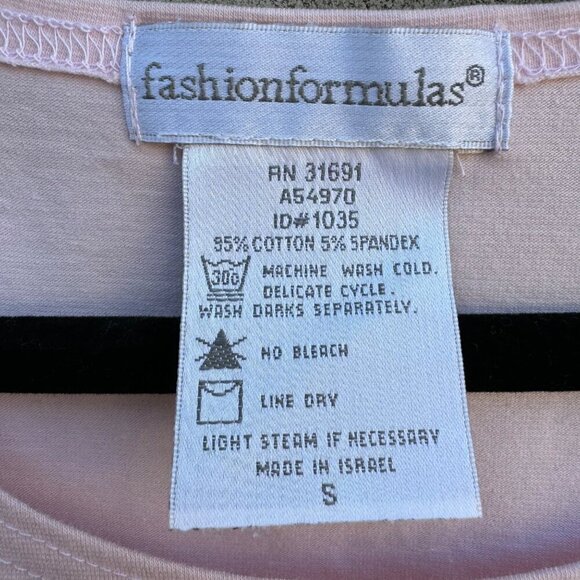 fashionformulas®
RN 31691
A54970
ID#1035
95% COTTON 5% SPANDEX
30c MACHINE WASH COLD.
DELICATE CYCLE.
WASH DARKS SEPARATELY.
NO BLEACH
LINE DRY
LIGHT STEAM IF NECESSARY
MADE IN ISRAEL
S